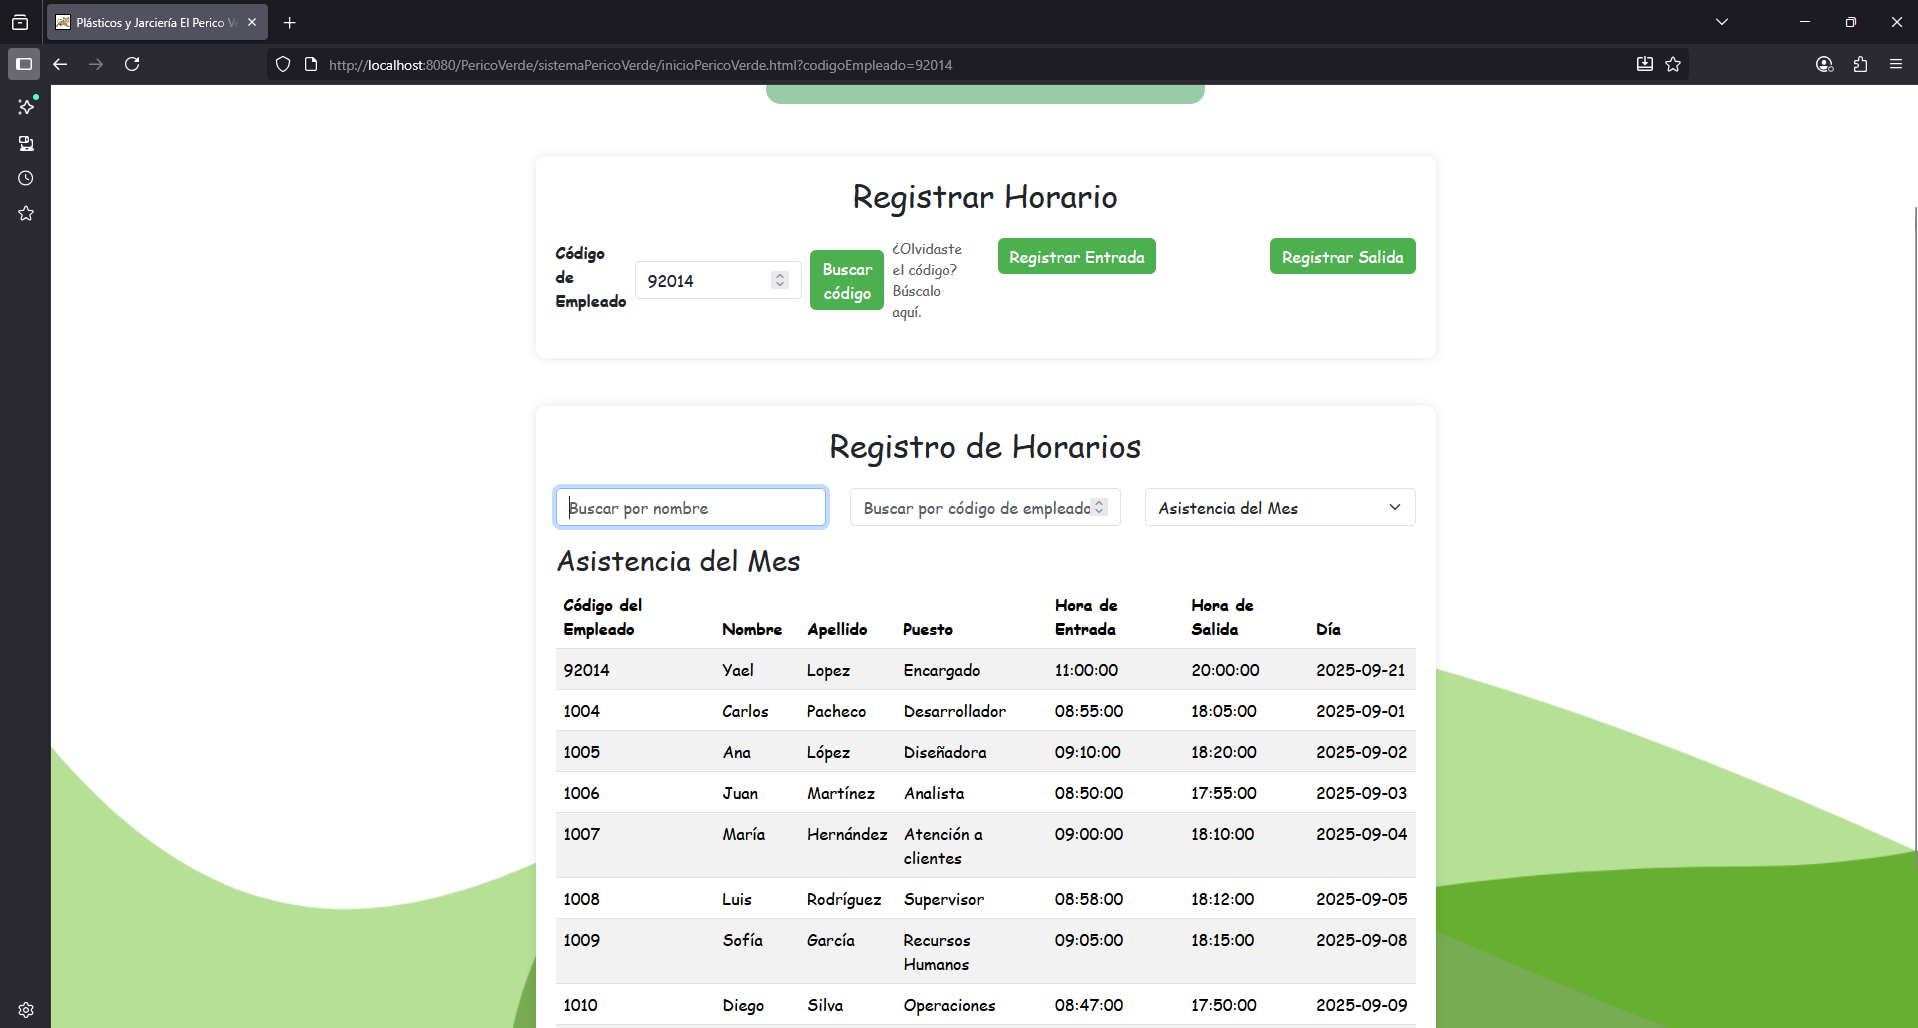 Plásticos y Jarciería El Perico V
http://localhost:8080/PericoVerde/sistemaPericoVerde/inicioPericoVerde.html?codigoEmpleado=92014
Registrar Horario
Código de Empleado
92014
Buscar código
¿Olvidaste el código? Búscalo aquí.
Registrar Entrada
Registrar Salida
Registro de Horarios
Buscar por nombre
Buscar por código de empleado
Asistencia del Mes
Asistencia del Mes
Código del Empleado Nombre Apellido Puesto Hora de Entrada Hora de Salida Día
92014 Yael Lopez Encargado 11:00:00 20:00:00 2025-09-21
1004 Carlos Pacheco Desarrollador 08:55:00 18:05:00 2025-09-01
1005 Ana López Diseñadora 09:10:00 18:20:00 2025-09-02
1006 Juan Martínez Analista 08:50:00 17:55:00 2025-09-03
1007 María Hernández Atención a clientes 09:00:00 18:10:00 2025-09-04
1008 Luis Rodríguez Supervisor 08:58:00 18:12:00 2025-09-05
1009 Sofía García Recursos Humanos 09:05:00 18:15:00 2025-09-08
1010 Diego Silva Operaciones 08:47:00 17:50:00 2025-09-09